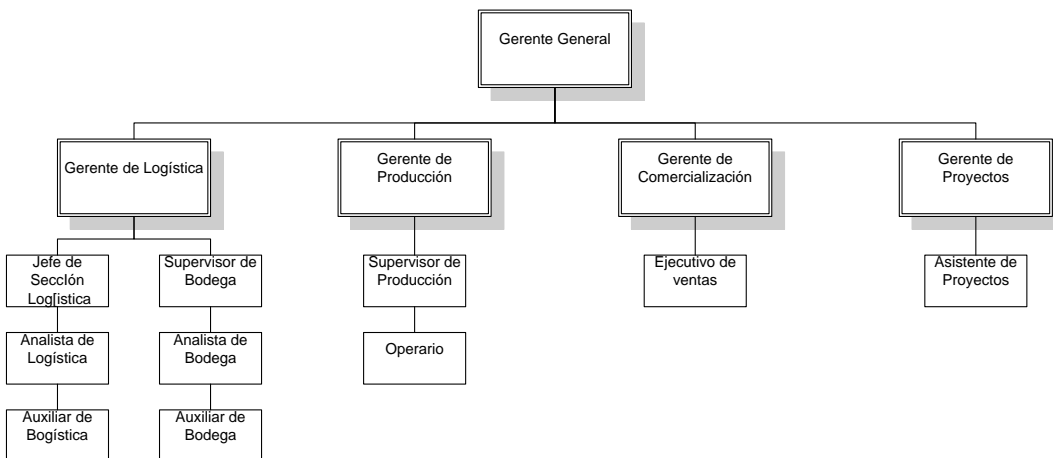 Gerente General
Gerente de Logística
Gerente de
Producción
Gerente de
Comercialización
Gerente de
Proyectos
Jefe de
Seccíón
Log[istica
Supervisor de
Bodega
Supervisor de
Producción
Ejecutivo de
ventas
Asistente de
Proyectos
Analista de
Logística
Analista de
Bodega
Operario
Auxiliar de
Bogística
Auxiliar de
Bodega